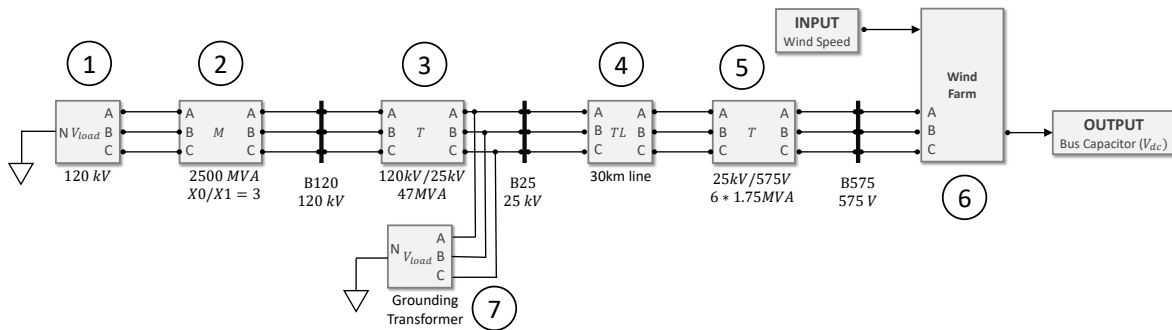 1
N V_load A B C
120 kV
2
A B C M A B C
2500 MVA
X0/X1 = 3
B120
120 kV
3
A B C T A B C
120kV/25kV
47MVA
B25
25 kV
4
A B C TL A B C
30km line
5
A B C T A B C
25kV/575V
6 * 1.75MVA
B575
575 V
INPUT
Wind Speed
Wind
Farm
A
B
C
6
OUTPUT
Bus Capacitor (V_dc)
N V_load A B C
Grounding
Transformer
7